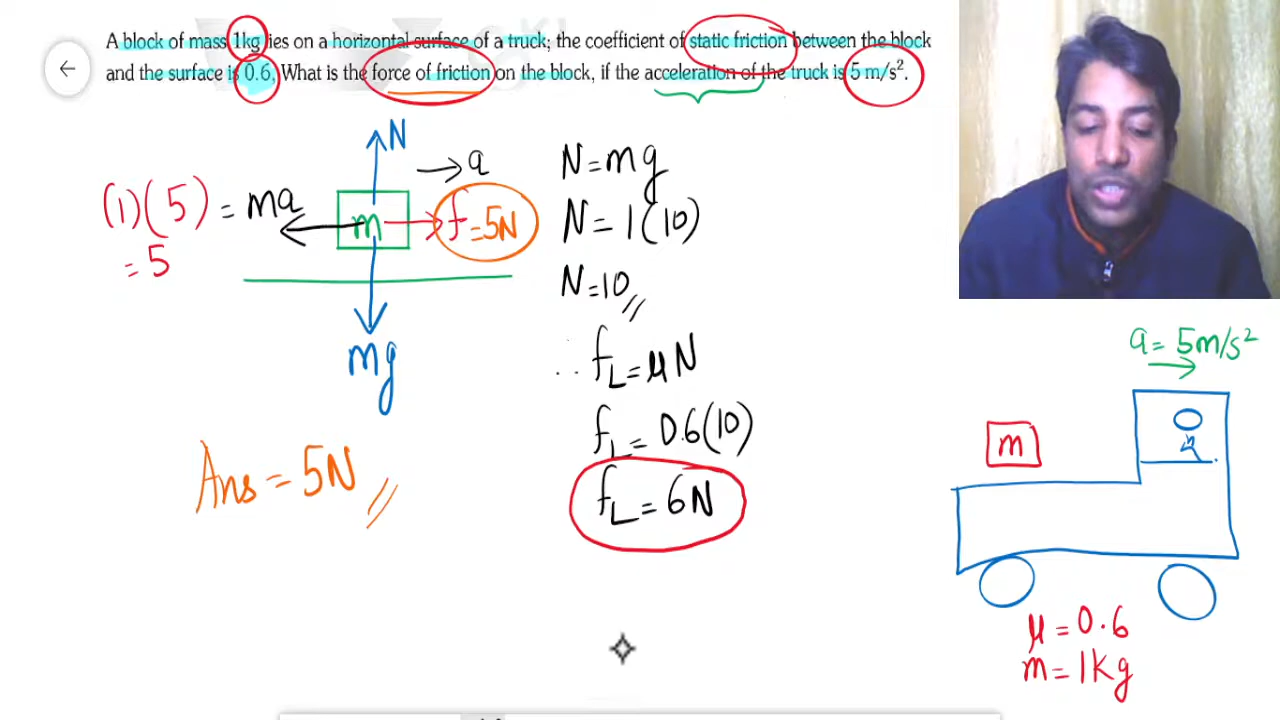 A block of mass 1kg lies on a horizontal surface of a truck; the coefficient of static friction between the block
and the surface is 0.6, What is the force of friction on the block, if the acceleration of the truck is 5 m/s².
N
→ a
(1)(5) = ma
= 5
m
f = 5N
mg
Ans = 5N
N = mg
N = 1(10)
N = 10
∴ fL = μN
fL = 0.6(10)
fL = 6N
a = 5m/s²
m
μ = 0.6
m = 1kg